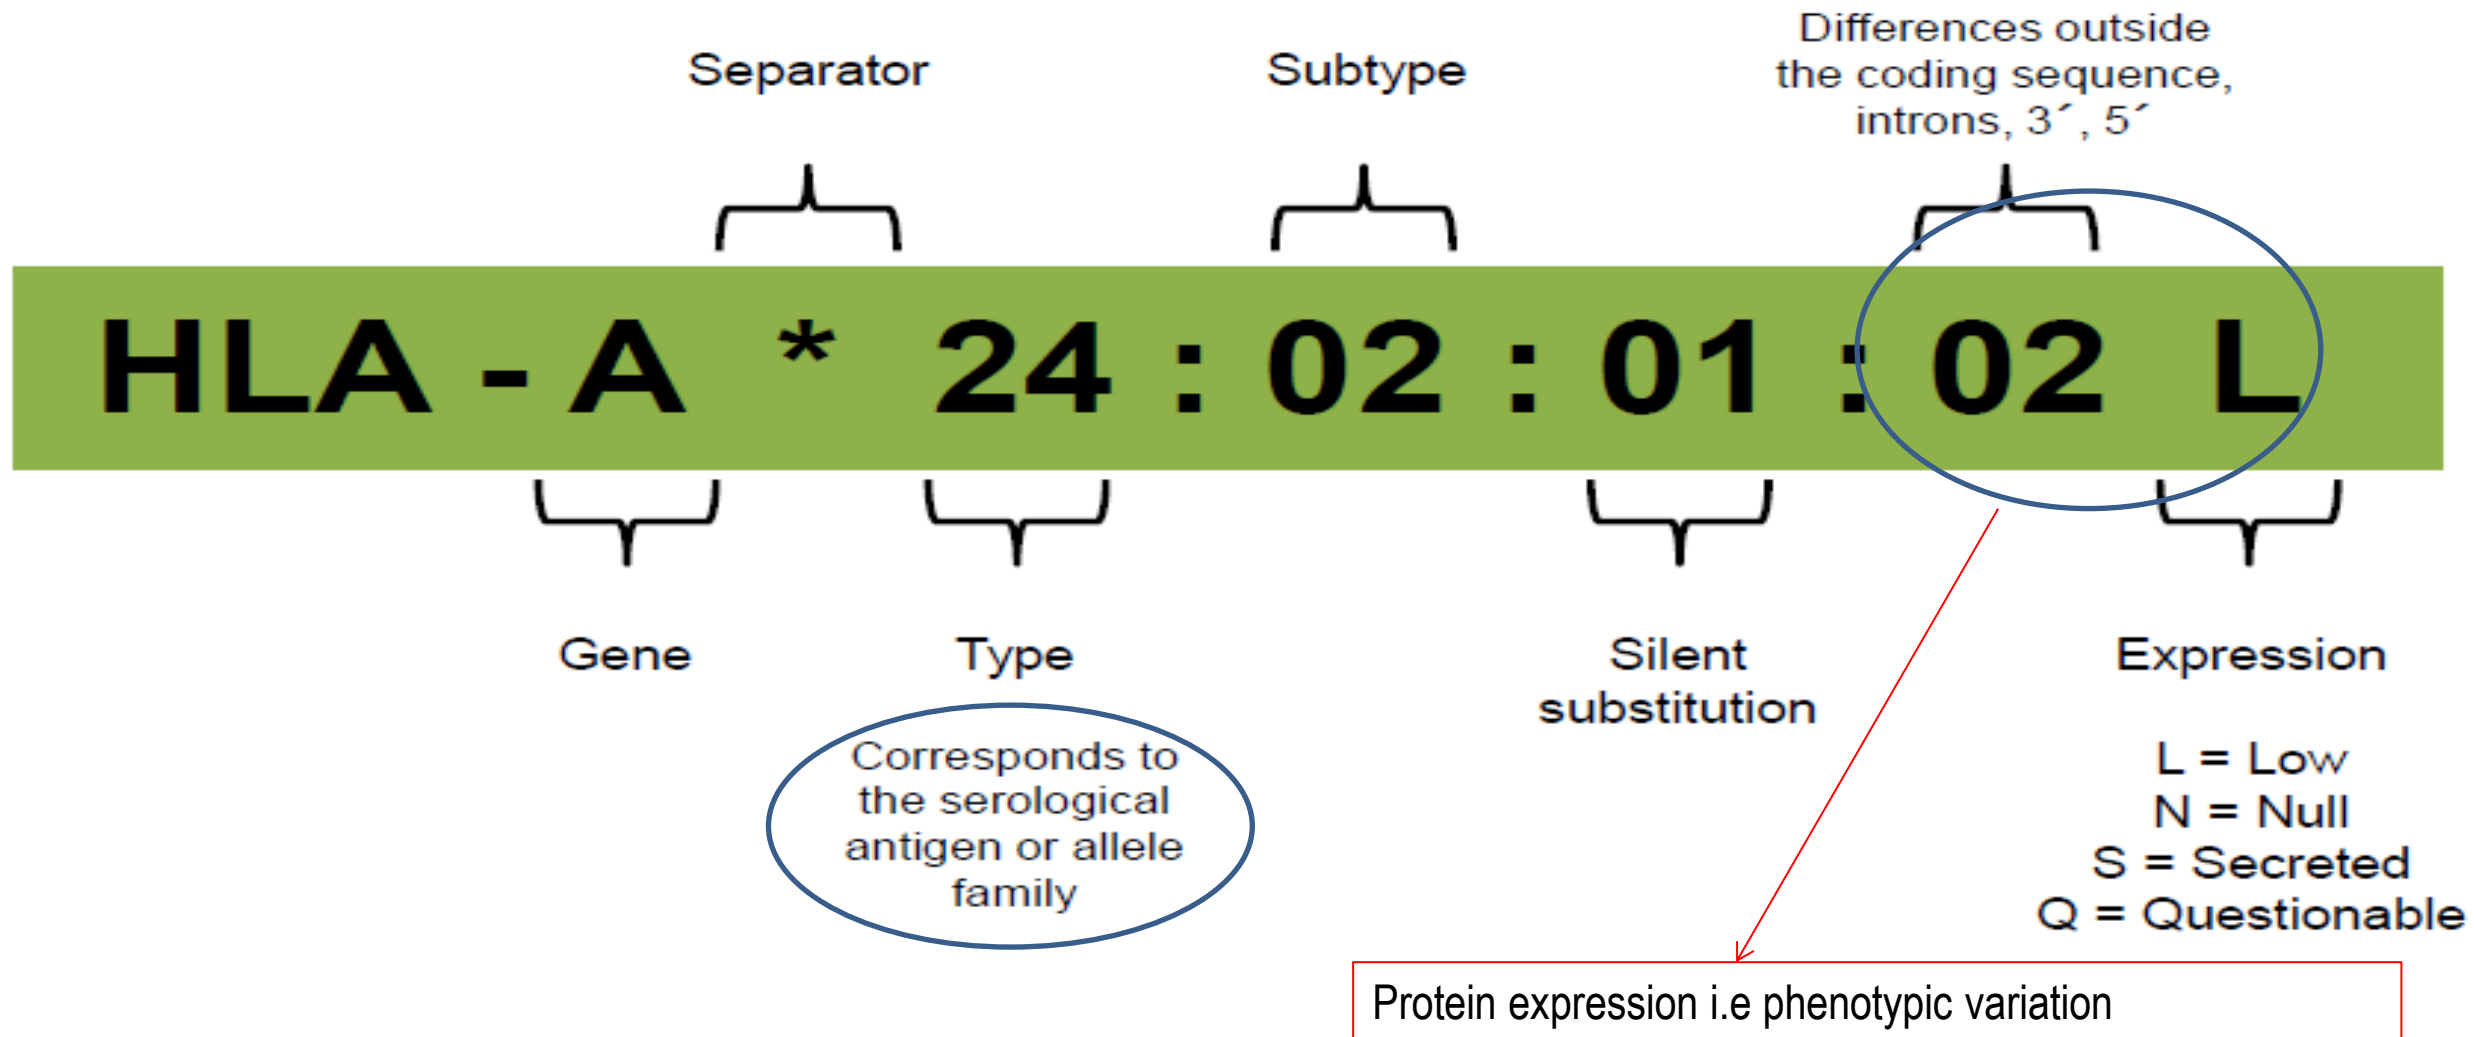 Separator
Subtype
Differences outside
the coding sequence,
introns, 3´, 5´
HLA - A * 24 : 02 : 01 : 02 L
Gene
Type
Corresponds to
the serological
antigen or allele
family
Silent
substitution
Expression
L = Low
N = Null
S = Secreted
Q = Questionable
Protein expression i.e phenotypic variation